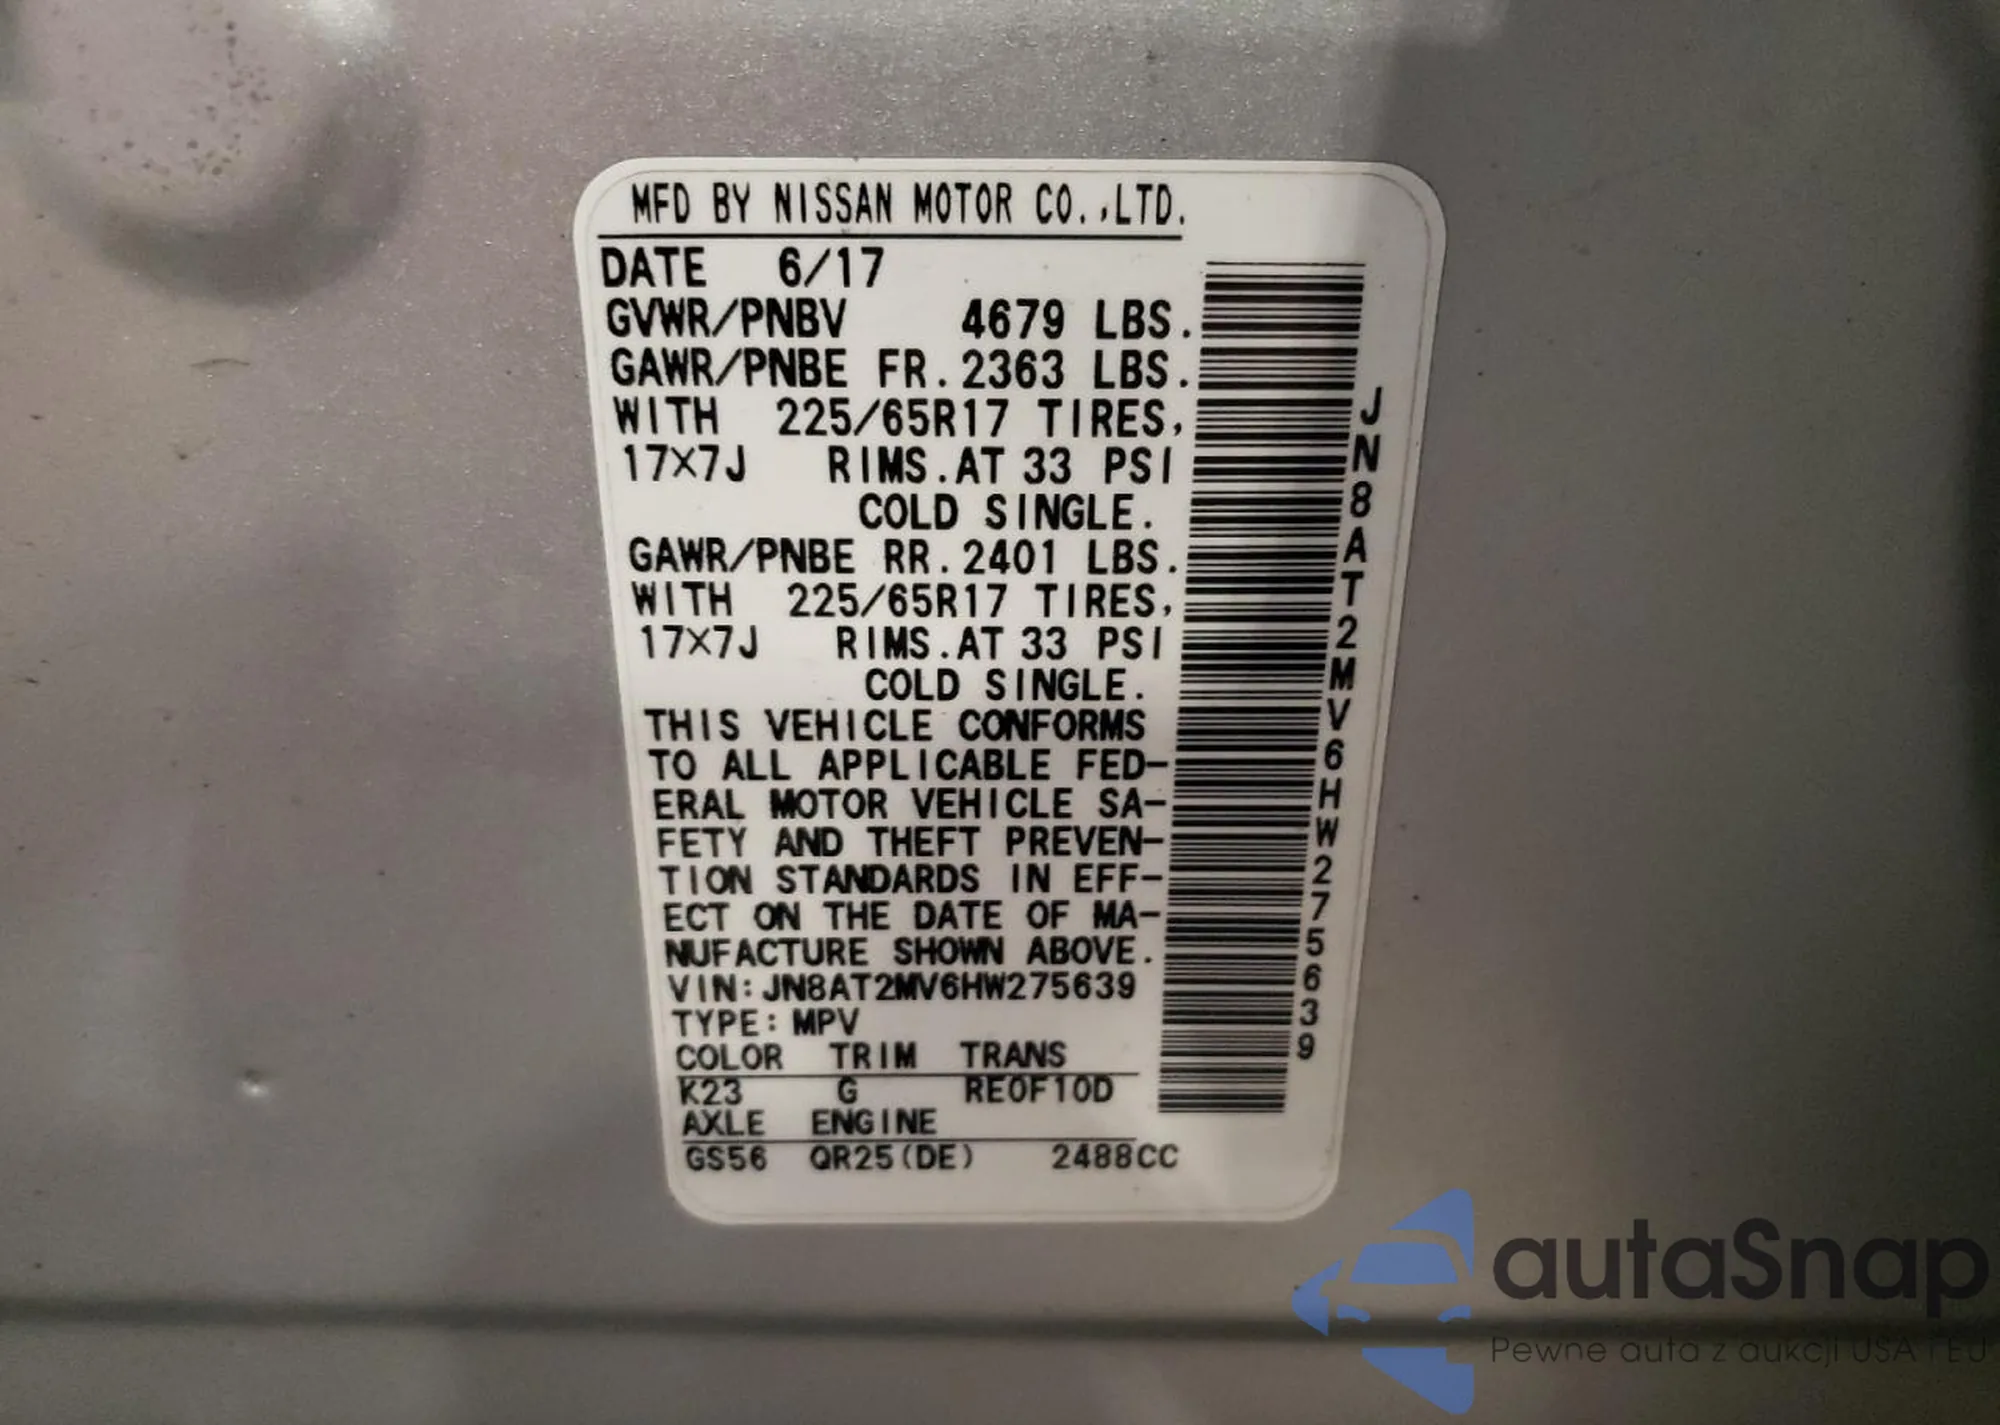 MFD BY NISSAN MOTOR CO.,LTD.
DATE 6/17
GVWR/PNBV 4679 LBS.
GAWR/PNBE FR.2363 LBS.
WITH 225/65R17 TIRES,
17X7J RIMS.AT 33 PSI
COLD SINGLE.
GAWR/PNBE RR.2401 LBS.
WITH 225/65R17 TIRES,
17X7J RIMS.AT 33 PSI
COLD SINGLE.
THIS VEHICLE CONFORMS
TO ALL APPLICABLE FED-
ERAL MOTOR VEHICLE SA-
FETY AND THEFT PREVEN-
TION STANDARDS IN EFF-
ECT ON THE DATE OF MA-
NUFACTURE SHOWN ABOVE.
VIN:JN8AT2MV6HW275639
TYPE:MPV
COLOR TRIM TRANS
K23 G RE0F10D
AXLE ENGINE
GS56 QR25(DE) 2488CC
JN8AT2MV6HW275639
autaSnap
Pewne auta z aukcji USA i EU